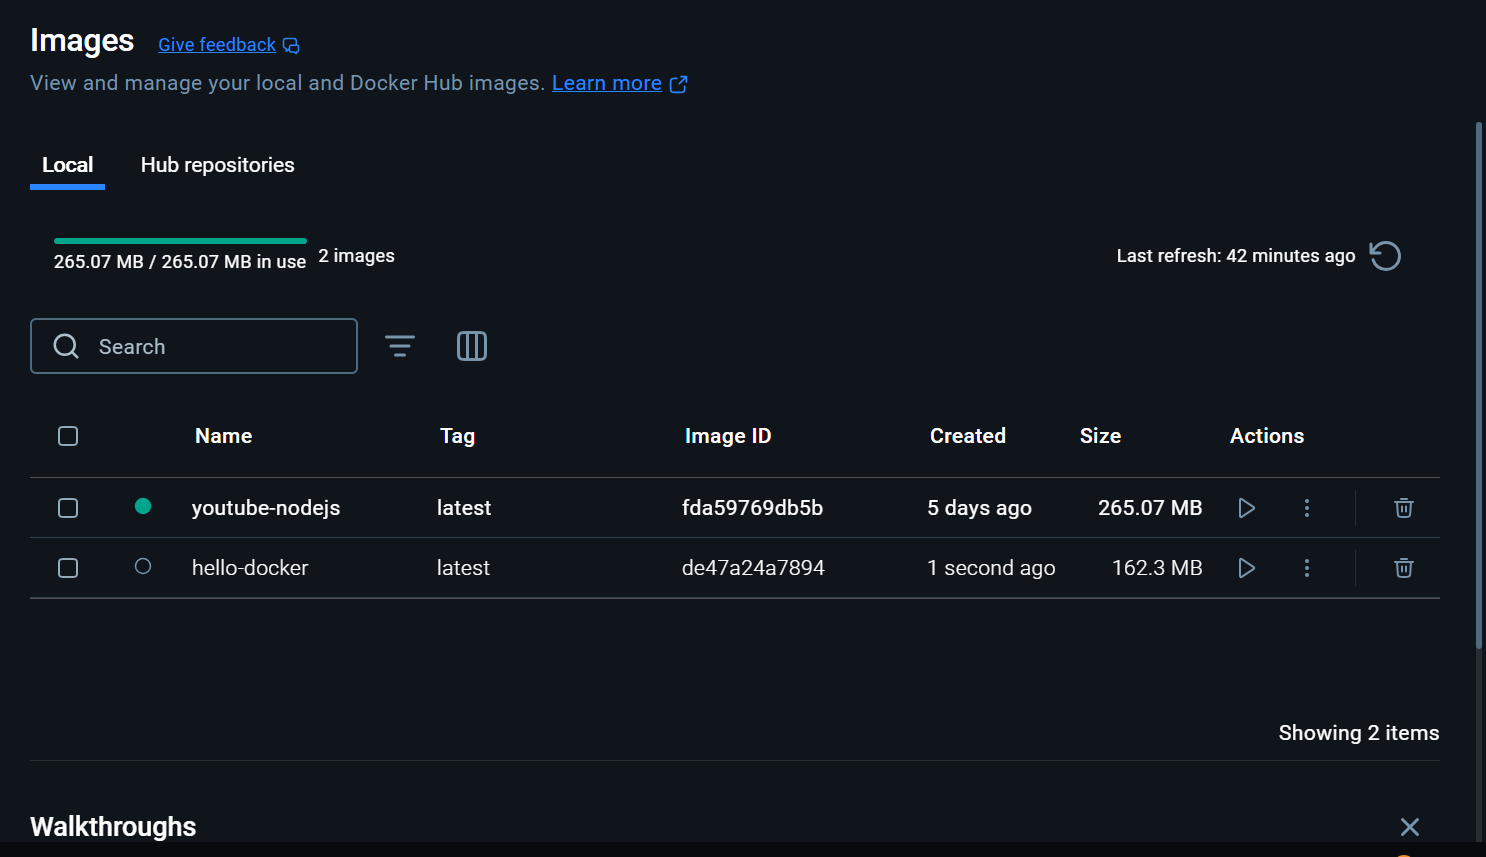 Images Give feedback
View and manage your local and Docker Hub images. Learn more
Local Hub repositories
265.07 MB / 265.07 MB in use 2 images Last refresh: 42 minutes ago
Search
Name Tag Image ID Created Size Actions
youtube-nodejs latest fda59769db5b 5 days ago 265.07 MB
hello-docker latest de47a24a7894 1 second ago 162.3 MB
Showing 2 items
Walkthroughs